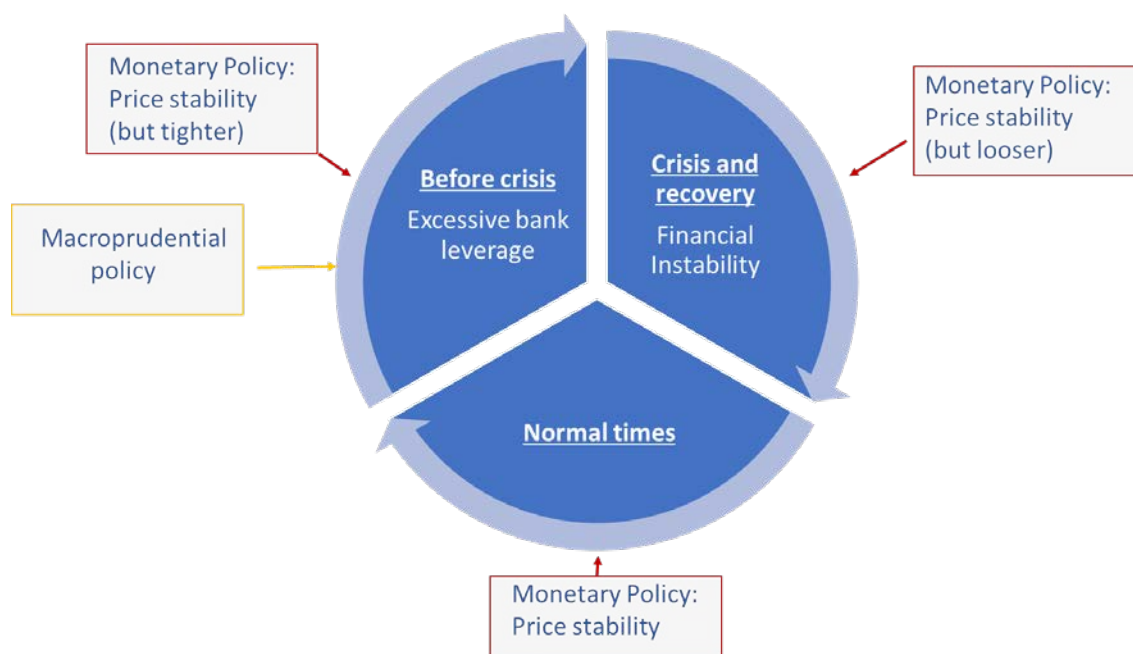 Monetary Policy:
Price stability
(but tighter)
Monetary Policy:
Price stability
(but looser)
Before crisis
Excessive bank
leverage
Crisis and
recovery
Financial
Instability
Macroprudential
policy
Normal times
Monetary Policy:
Price stability